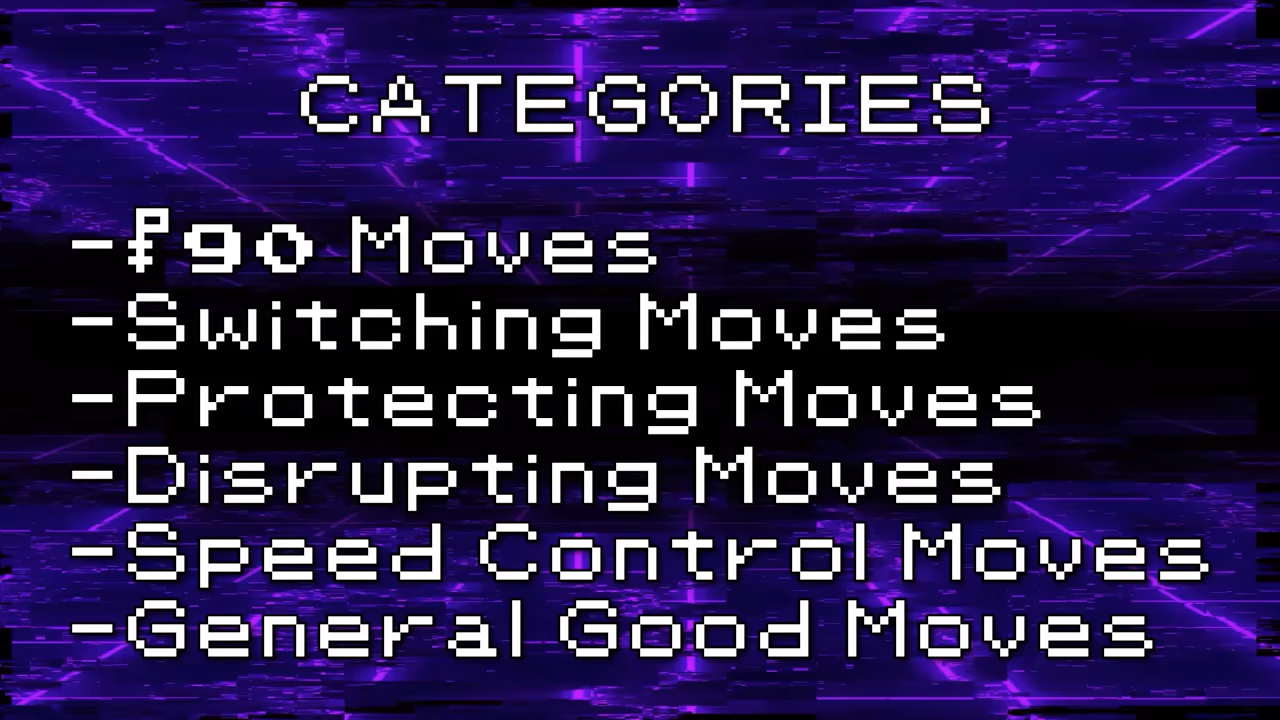 CATEGORIES
-₽90 Moves
-Switching Moves
-Protecting Moves
-Disrupting Moves
-Speed Control Moves
-General Good Moves